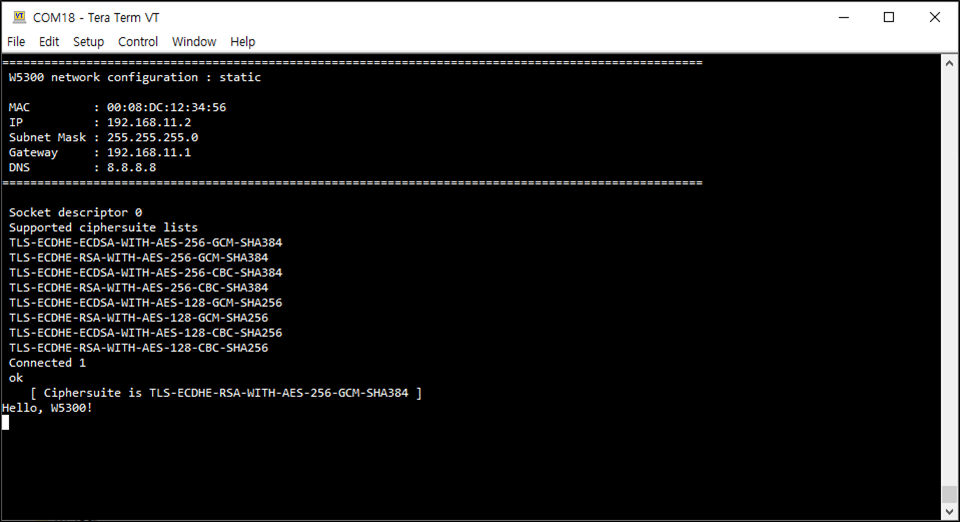 COM18 - Tera Term VT
File Edit Setup Control Window Help
====================================================================================================
W5300 network configuration : static
MAC : 00:08:DC:12:34:56
IP : 192.168.11.2
Subnet Mask : 255.255.255.0
Gateway : 192.168.11.1
DNS : 8.8.8.8
====================================================================================================
Socket descriptor 0
Supported ciphersuite lists
TLS-ECDHE-ECDSA-WITH-AES-256-GCM-SHA384
TLS-ECDHE-RSA-WITH-AES-256-GCM-SHA384
TLS-ECDHE-ECDSA-WITH-AES-256-CBC-SHA384
TLS-ECDHE-RSA-WITH-AES-256-CBC-SHA384
TLS-ECDHE-ECDSA-WITH-AES-128-GCM-SHA256
TLS-ECDHE-RSA-WITH-AES-128-GCM-SHA256
TLS-ECDHE-ECDSA-WITH-AES-128-CBC-SHA256
TLS-ECDHE-RSA-WITH-AES-128-CBC-SHA256
Connected 1
ok
[ Ciphersuite is TLS-ECDHE-RSA-WITH-AES-256-GCM-SHA384 ]
Hello, W5300!